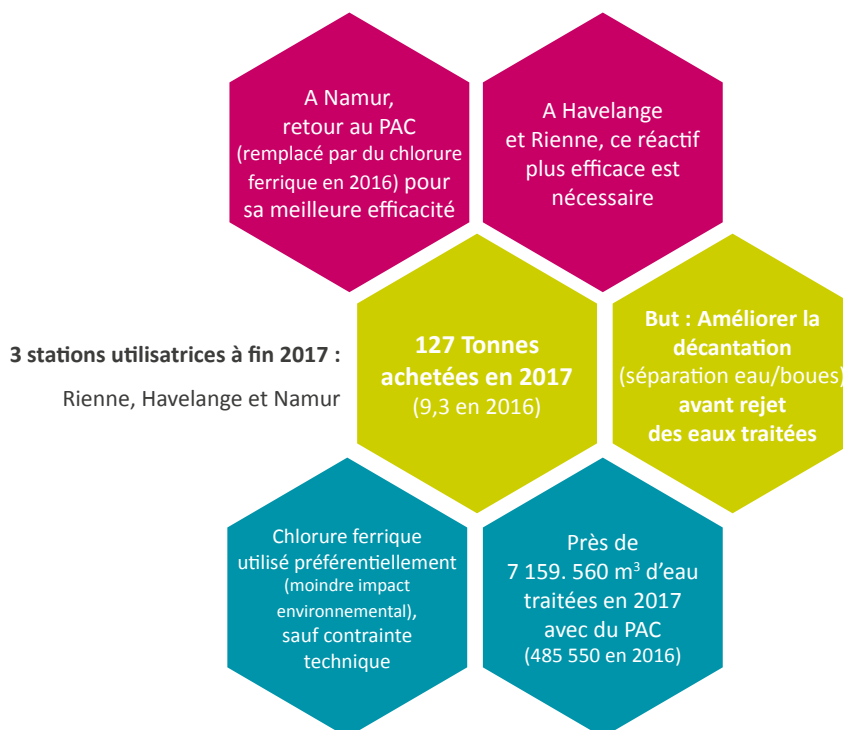 A Namur,
retour au PAC
(remplacé par du chlorure
ferrique en 2016) pour
sa meilleure efficacité
A Havelange
et Rienne, ce réactif
plus efficace est
nécessaire
3 stations utilisatrices à fin 2017 :
Rienne, Havelange et Namur
127 Tonnes
achetées en 2017
(9,3 en 2016)
But : Améliorer la
décantation
(séparation eau/boues)
avant rejet
des eaux traitées
Chlorure ferrique
utilisé préférentiellement
(moindre impact
environnemental),
sauf contrainte
technique
Près de
7 159. 560 m³ d’eau
traitées en 2017
avec du PAC
(485 550 en 2016)